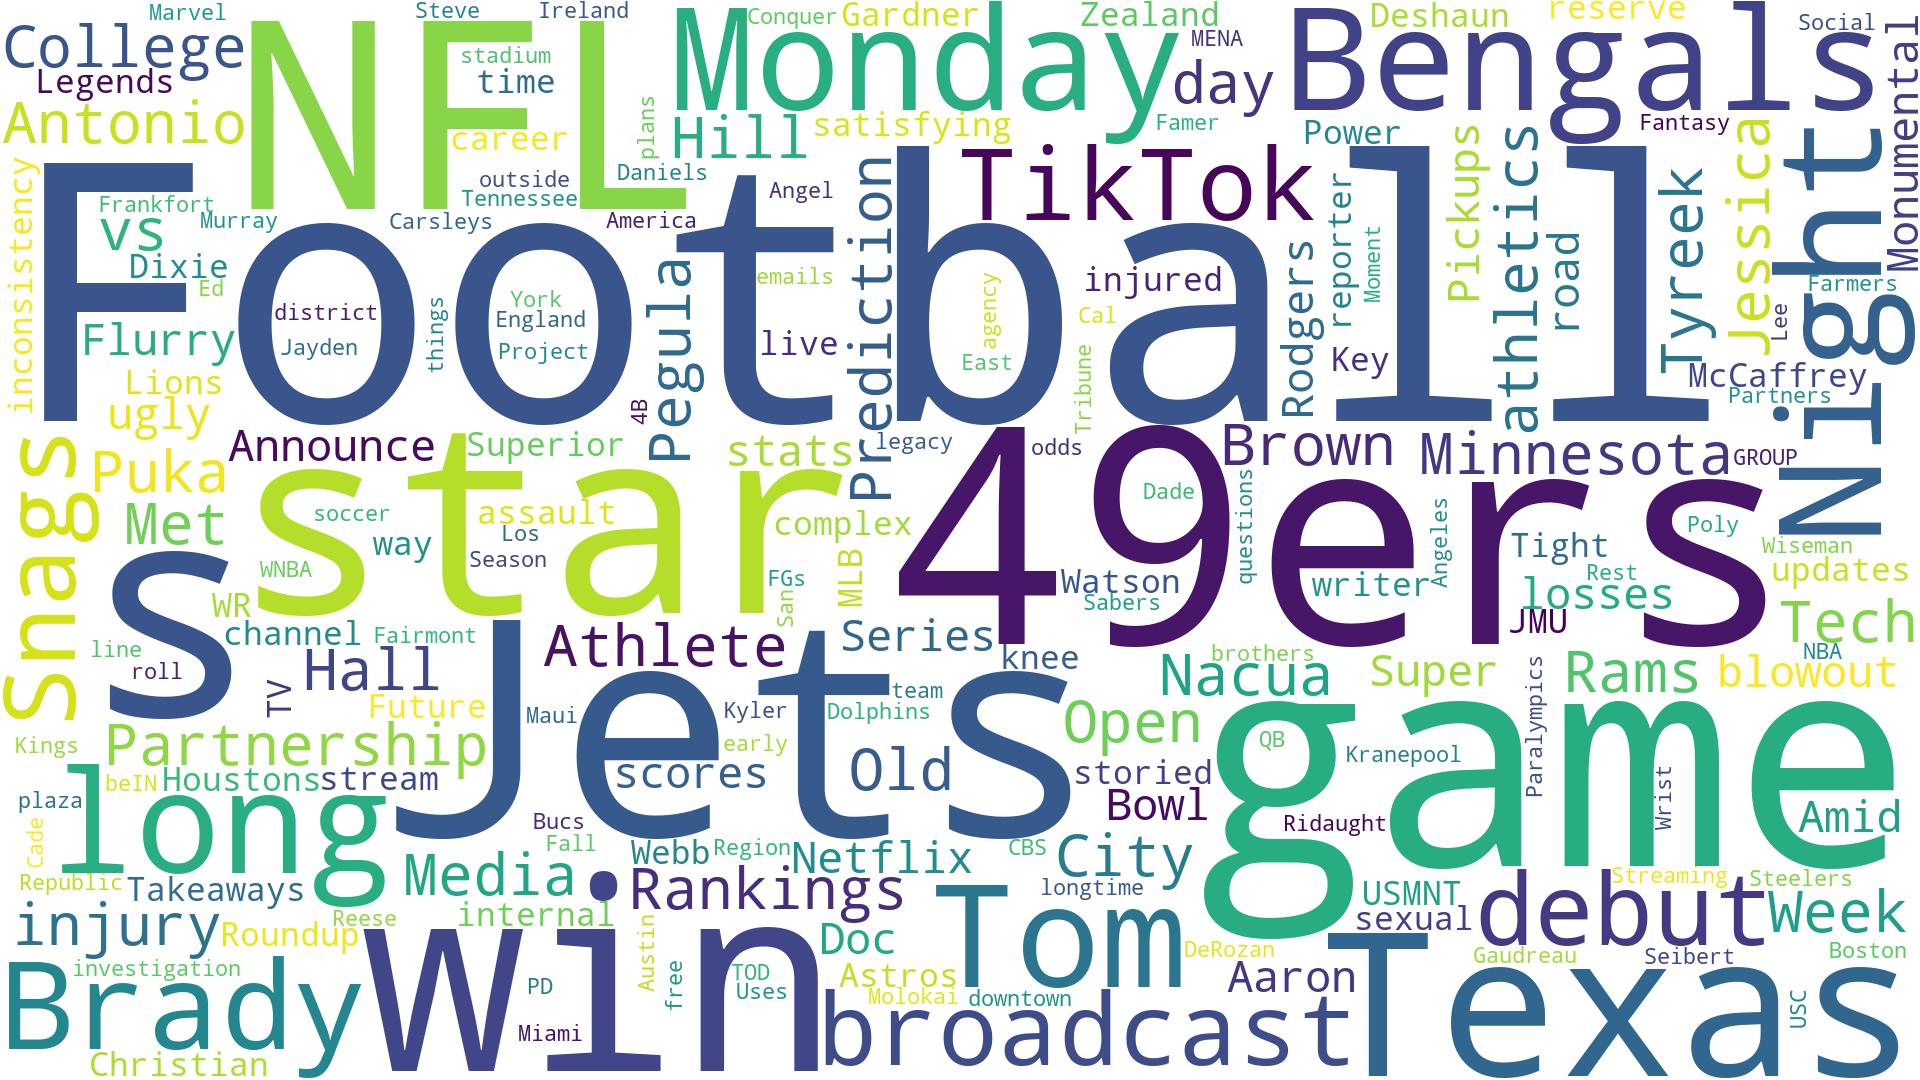 Marvel
Steve
Ireland
Conquer
Gardner
Zealand
Deshaun
reserve
Social
College
NFL
Monday
MENA
Bengals
Monumental
stadium
time
day
Legends
Antonio
career
plans
Hill
satisfying
Famer
Power
Fantasy
Pickups
athletics
Jessica
Night
inconsistency
Football
outside
Daniels
Tennessee
Angel
TikTok
Prediction
reporter
Tyreek
Frankfort
vs
Murray
Carsleys
America
Dixie
Ed
Pegula
emails
injured
Rodgers
Moment
road
Farmers
district
things
York
England
agency
Cal
Lee
Flurry
Jayden
Project
live
East
Key
McCaffrey
Lions
ugly
4B
Tribune
Partners
Snags
Announce
Superior
stats
legacy
odds
Brown
Minnesota
GROUP
Puka
star
49ers
Met
soccer
assault
complex
Dade
questions
Angeles
Poly
way
Los
Season
Tight
Wiseman
updates
s
WNBA
FGs
Sans
MLB
Watson
writer
Rest
losses
WR
Sabers
JMU
Tech
channel
Fairmont
Jets
Athlete
Series
knee
brothers
NBA
line
roll
Hall
TV
Nacua
Super
Paralympics
Rams
blowout
Future
Maui
Kyler
team
Dolphins
Open
game
Kings
Partnership
early
QB
Kranepool
beIN
Houstons
stream
scores
Old
storied
Wrist
plaza
long
Bowl
Ridaught
Amid
Cade
Bucs
Fall
Webb
Region
Netflix
CBS
City
Republic
Takeaways
Media
Rankings
longtime
Streaming
Steelers
injury
Roundup
Reese
internal
win
Tom
USMNT
sexual
debut
Week
Doc
DeRozan
Gaudreau
Seibert
Boston
Brady
investigation
PD
Austin
free
TOD
Uses
Astros
Aaron
Texas
Molokai
downtown
USC
Miami
broadcast
Christian